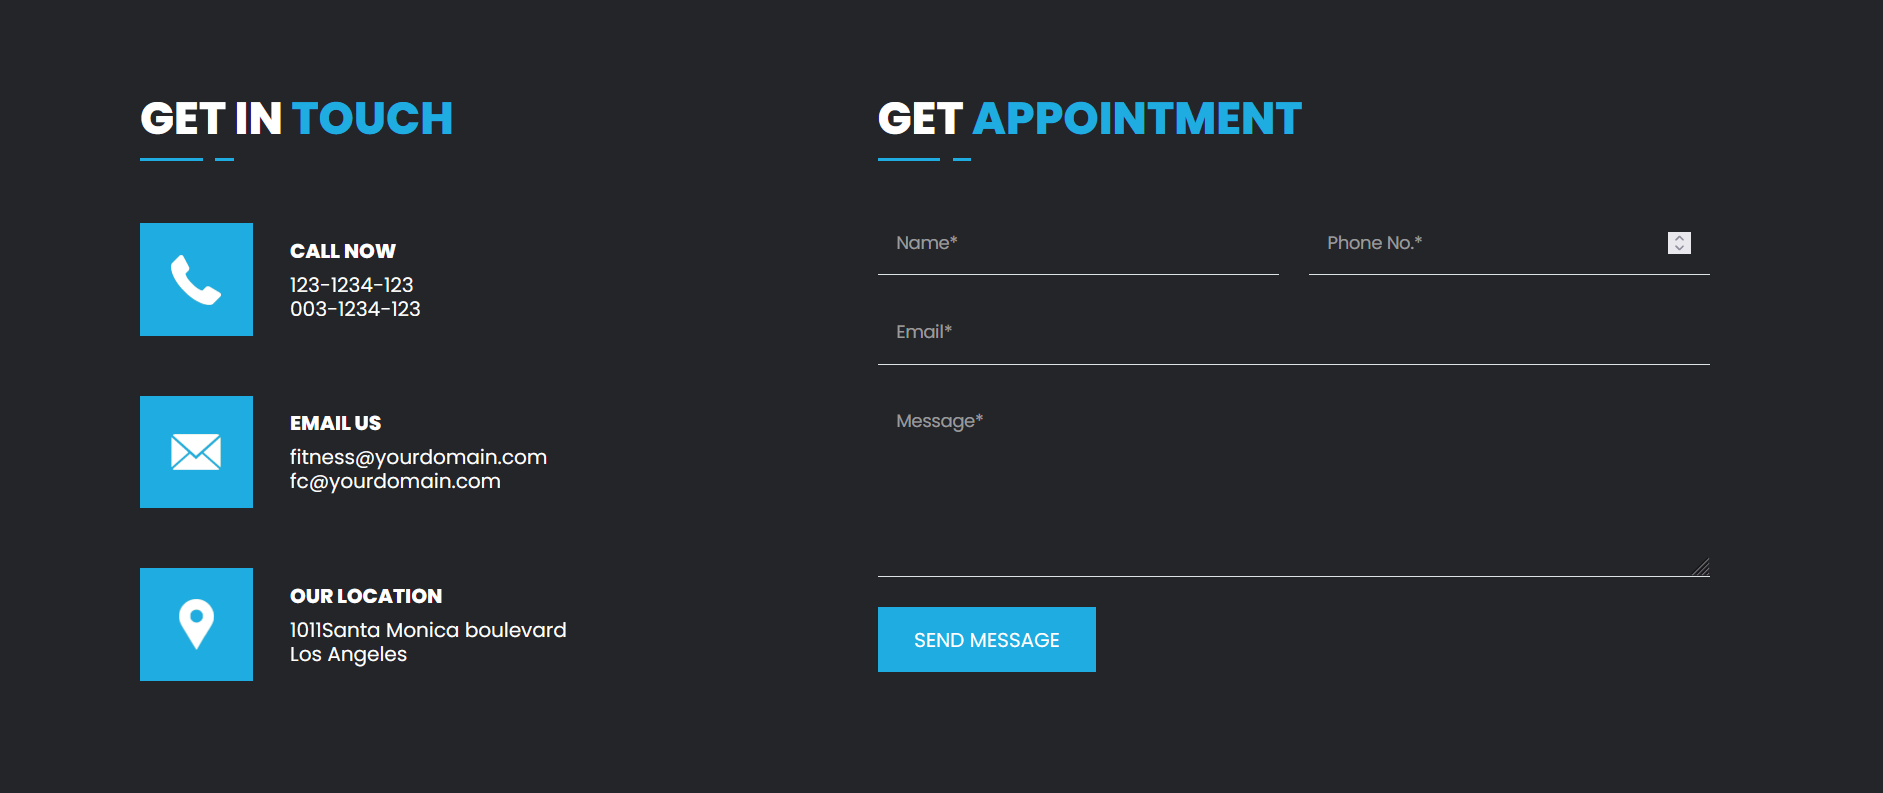 GET IN TOUCH
CALL NOW
123-1234-123
003-1234-123
EMAIL US
fitness@yourdomain.com
fc@yourdomain.com
OUR LOCATION
1011Santa Monica boulevard
Los Angeles
GET APPOINTMENT
Name*
Phone No.*
Email*
Message*
SEND MESSAGE